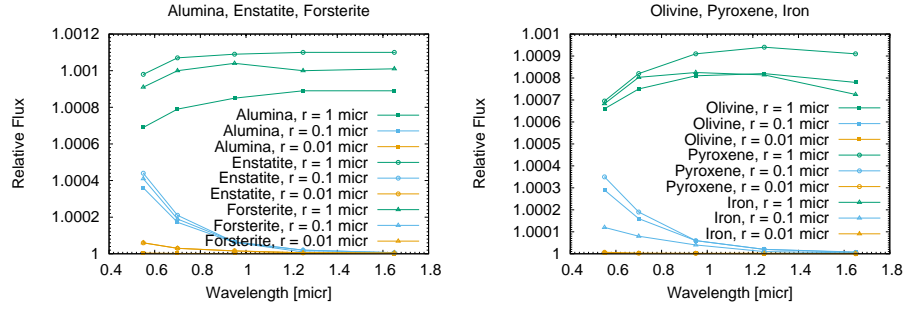 Alumina, Enstatite, Forsterite
Relative Flux
1.0012
1.001
1.0008
1.0006
1.0004
1.0002
1
Alumina, r = 1 micr
Alumina, r = 0.1 micr
Alumina, r = 0.01 micr
Enstatite, r = 1 micr
Enstatite, r = 0.1 micr
Enstatite, r = 0.01 micr
Forsterite, r = 1 micr
Forsterite, r = 0.1 micr
Forsterite, r = 0.01 micr
0.4 0.6 0.8 1 1.2 1.4 1.6 1.8
Wavelength [micr]
Olivine, Pyroxene, Iron
Relative Flux
1.001
1.0009
1.0008
1.0007
1.0006
1.0005
1.0004
1.0003
1.0002
1.0001
1
Olivine, r = 1 micr
Olivine, r = 0.1 micr
Olivine, r = 0.01 micr
Pyroxene, r = 1 micr
Pyroxene, r = 0.1 micr
Pyroxene, r = 0.01 micr
Iron, r = 1 micr
Iron, r = 0.1 micr
Iron, r = 0.01 micr
0.4 0.6 0.8 1 1.2 1.4 1.6 1.8
Wavelength [micr]